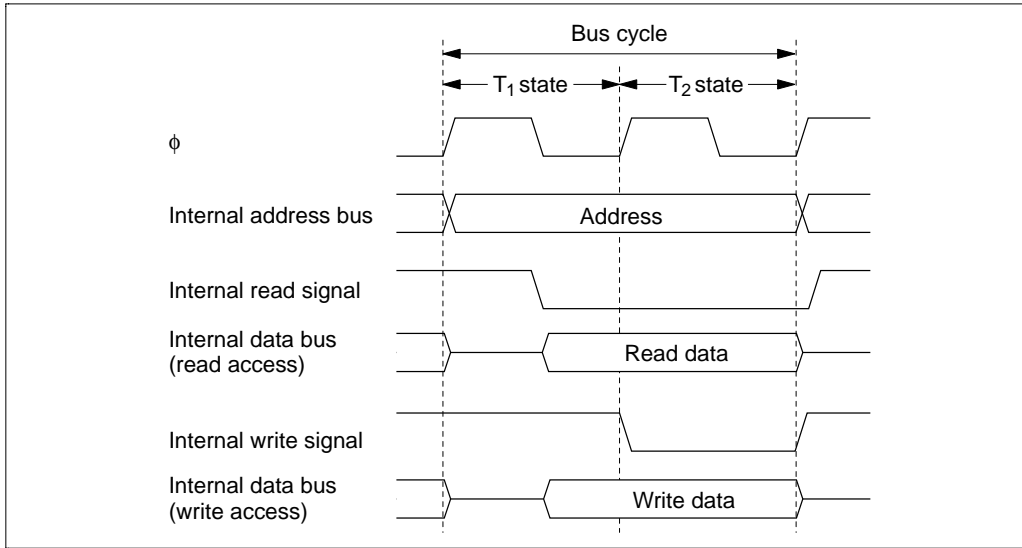 Bus cycle
T₁ state
T₂ state
ϕ
Internal address bus
Address
Internal read signal
Internal data bus
(read access)
Read data
Internal write signal
Internal data bus
(write access)
Write data